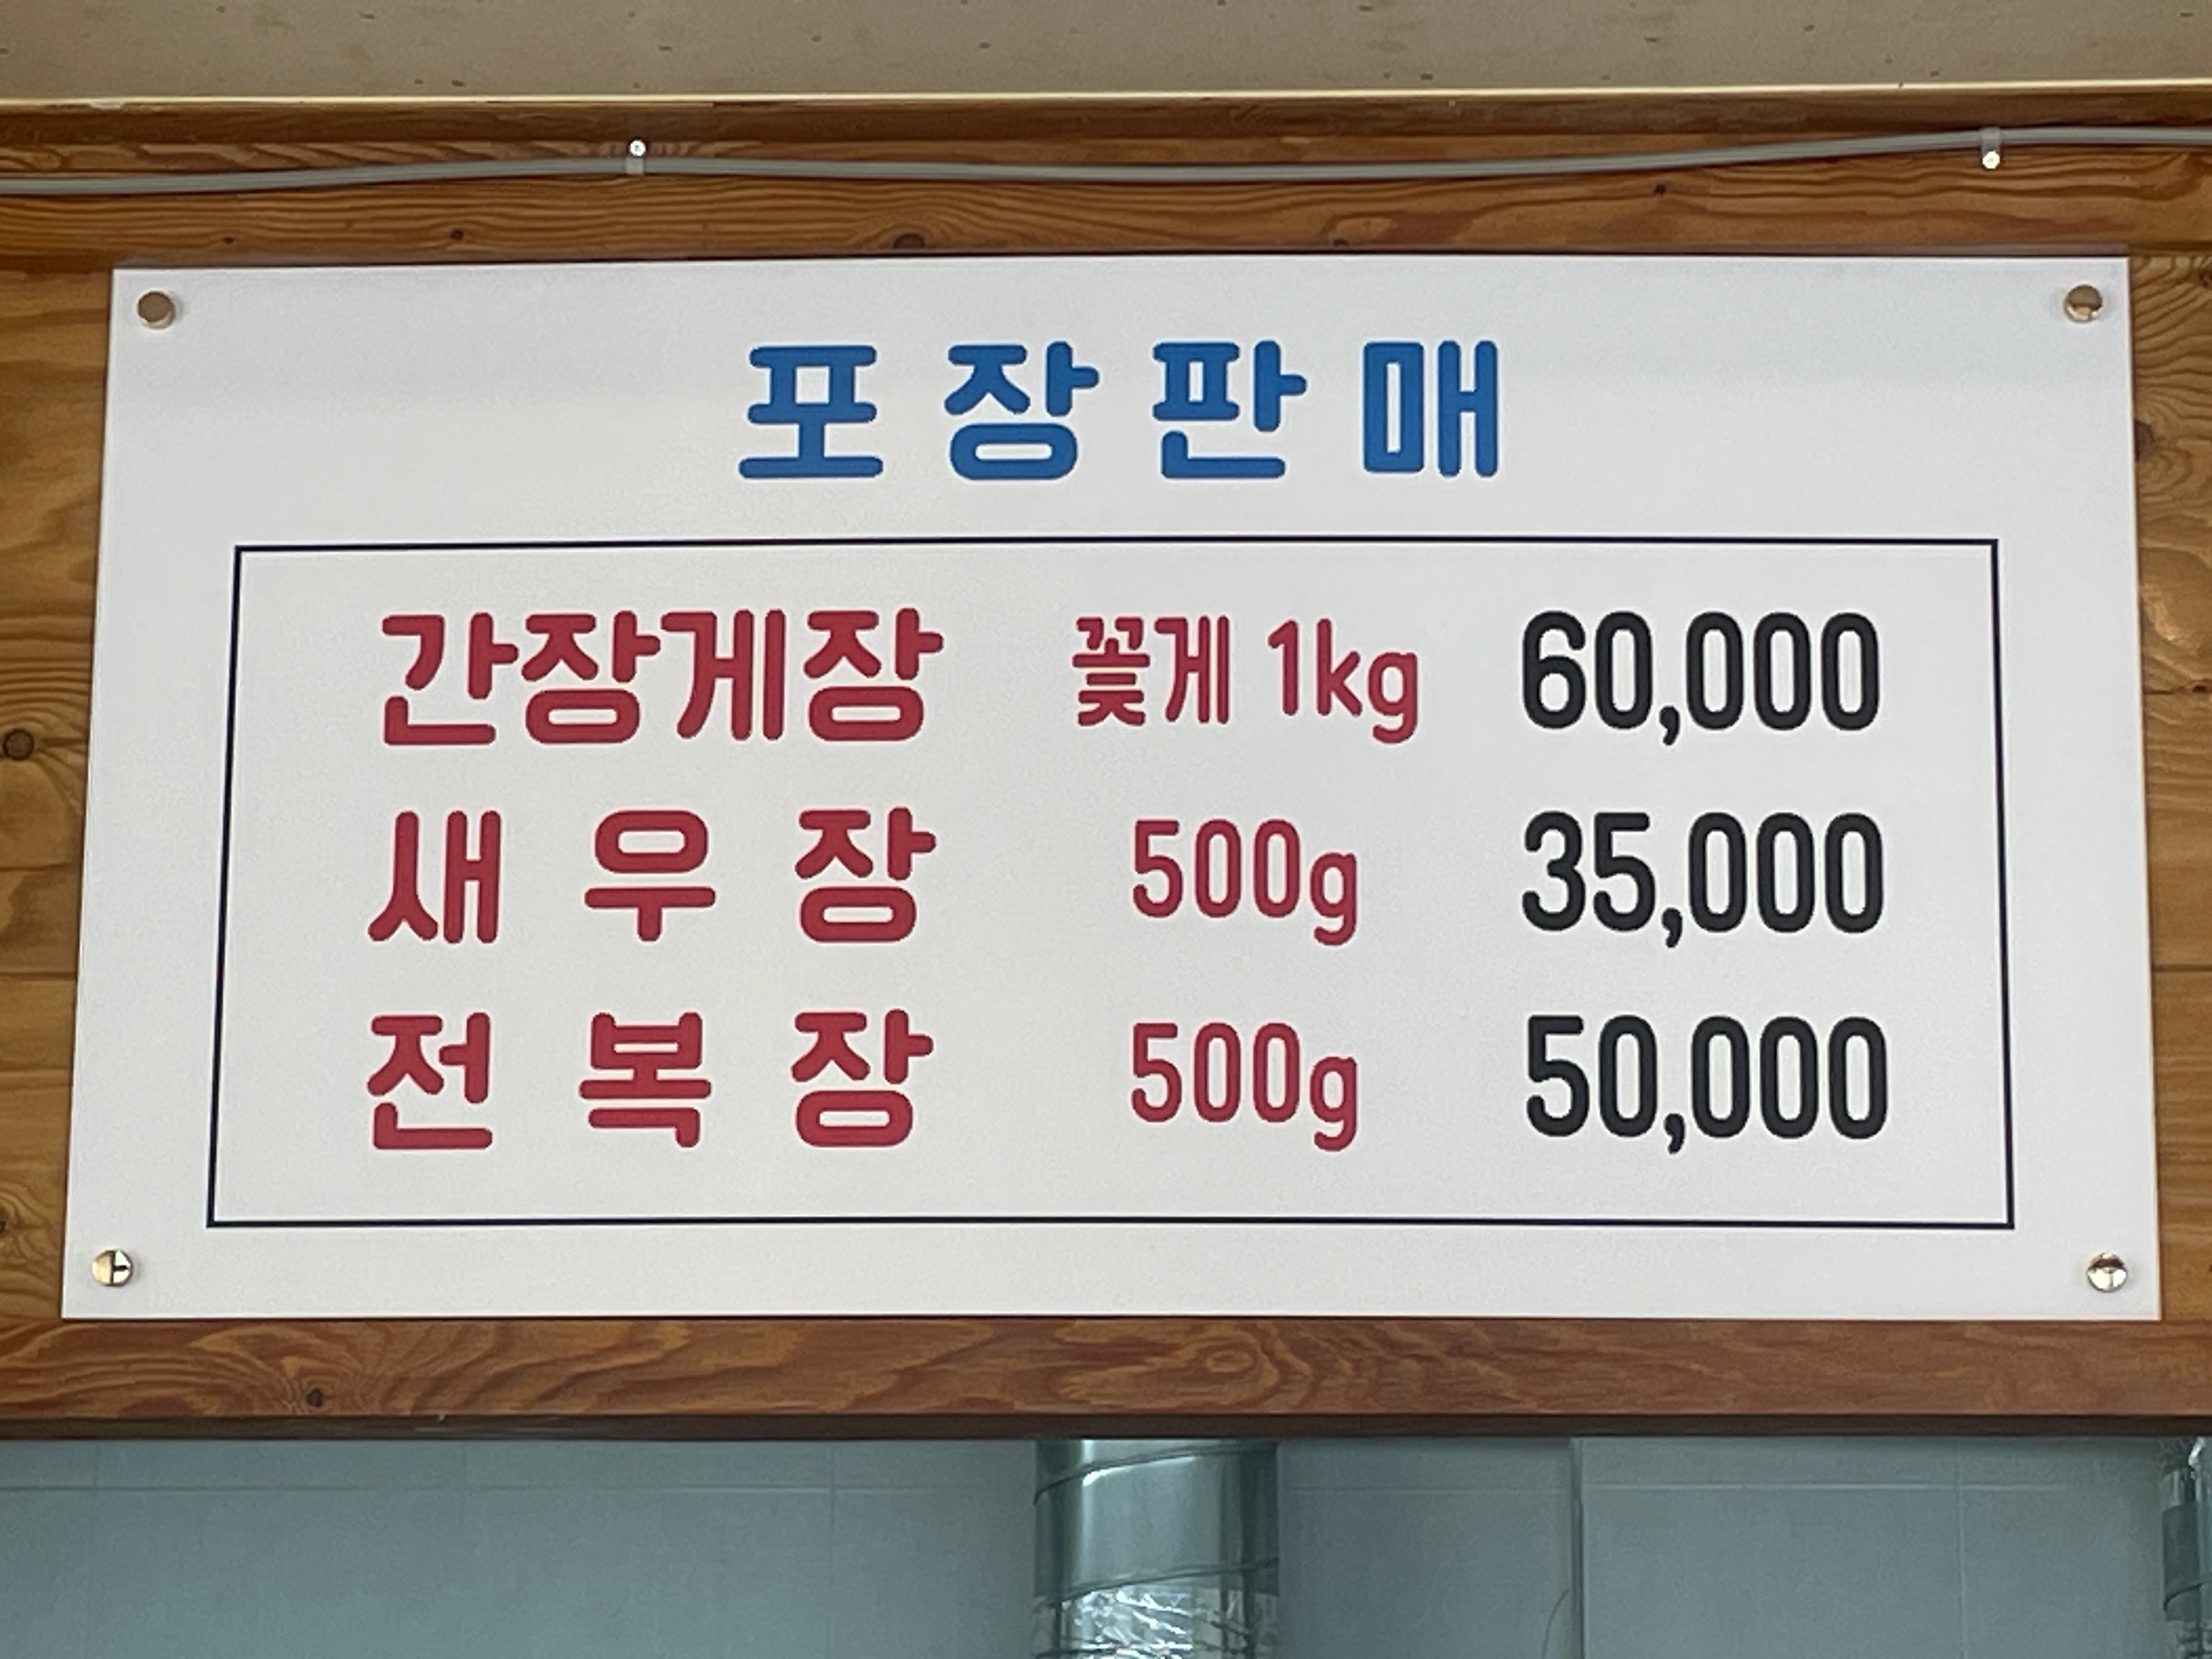 포장판매
간장게장 꽃게 1kg 60,000
새우장 500g 35,000
전복장 500g 50,000